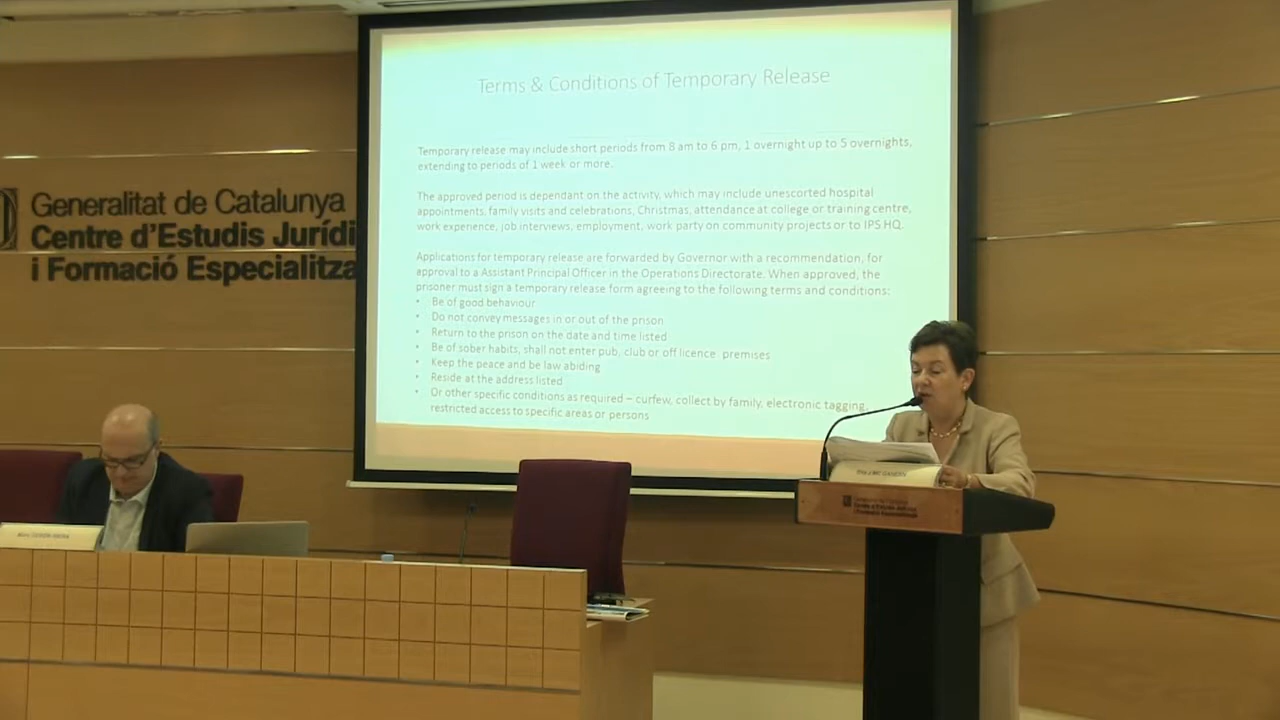 Terms & Conditions of Temporary Release
Temporary release may include short periods from 8 am to 6 pm, 1 overnight up to 5 overnights,
extending to periods of 1 week or more.
The approved period is dependant on the activity, which may include unescorted hospital
appointments, family visits and celebrations, Christmas, attendance at college or training centre,
work experience, job interviews, employment, work party on community projects or to IPS HQ.
Applications for temporary release are forwarded by Governor with a recommendation, for
approval to a Assistant Principal Officer in the Operations Directorate. When approved, the
prisoner must sign a temporary release form agreeing to the following terms and conditions:
• Be of good behaviour
• Do not convey messages in or out of the prison
• Return to the prison on the date and time listed
• Be of sober habits, shall not enter pub, club or off licence premises
• Keep the peace and be law abiding
• Reside at the address listed
• Or other specific conditions as required – curfew, collect by family, electronic tagging,
restricted access to specific areas or persons
Generalitat de Catalunya
Centre d'Estudis Jurídi
i Formació Especialitza
Generalitat de Catalunya
Centre d'Estudis Jurídics
i Formació Especialitzada